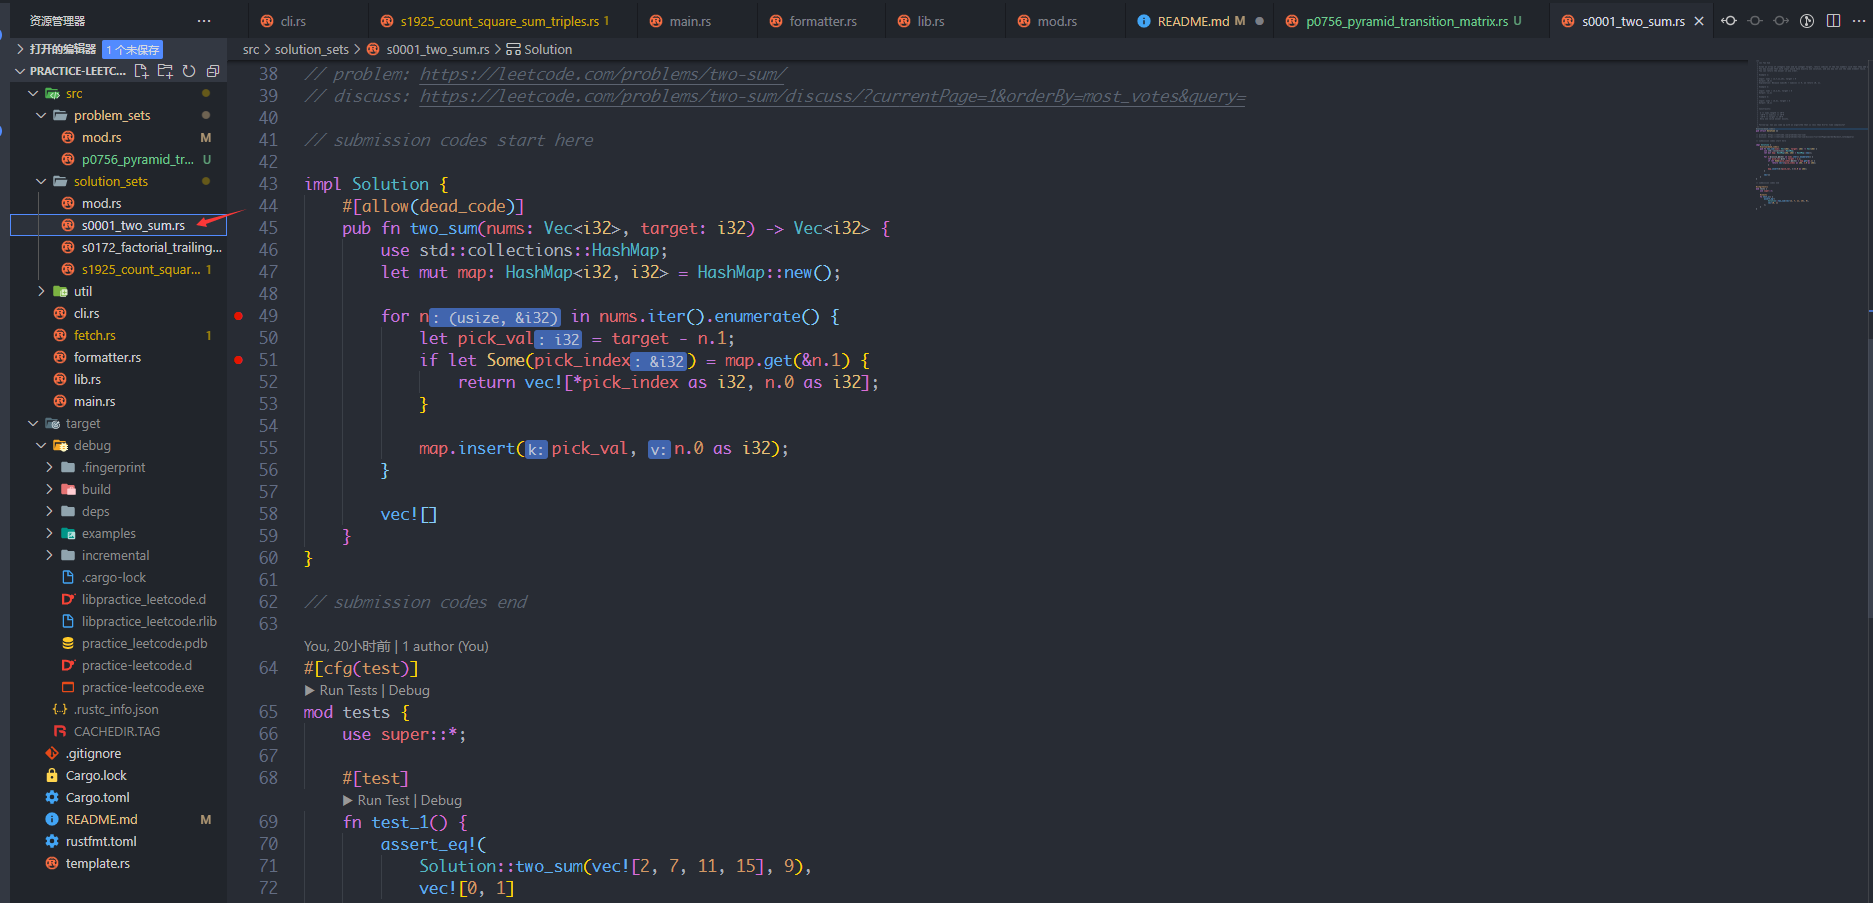 资源管理器 ···
cli.rs
s1925_count_square_sum_triples.rs 1
main.rs
formatter.rs
lib.rs
mod.rs
README.md M
p0756_pyramid_transition_matrix.rs U
s0001_two_sum.rs
打开的编辑器 1 个未保存
PRACTICE-LEETC...
src
problem_sets
mod.rs M
p0756_pyramid_tr... U
solution_sets
mod.rs
s0001_two_sum.rs
s0172_factorial_trailing...
s1925_count_squar... 1
util
cli.rs
fetch.rs 1
formatter.rs
lib.rs
main.rs
target
debug
.fingerprint
build
deps
examples
incremental
.cargo-lock
libpractice_leetcode.d
libpractice_leetcode.rlib
practice_leetcode.pdb
practice-leetcode.d
practice-leetcode.exe
.rustc_info.json
CACHEDIR.TAG
.gitignore
Cargo.lock
Cargo.toml
README.md M
rustfmt.toml
template.rs
src > solution_sets > s0001_two_sum.rs > Solution
38 // problem: https://leetcode.com/problems/two-sum/
39 // discuss: https://leetcode.com/problems/two-sum/discuss/?currentPage=1&orderBy=most_votes&query=
40
41 // submission codes start here
42
43 impl Solution {
44 #[allow(dead_code)]
45 pub fn two_sum(nums: Vec<i32>, target: i32) -> Vec<i32> {
46 use std::collections::HashMap;
47 let mut map: HashMap<i32, i32> = HashMap::new();
48
49 for n: (usize, &i32) in nums.iter().enumerate() {
50 let pick_val: i32 = target - n.1;
51 if let Some(pick_index: &i32) = map.get(&n.1) {
52 return vec![*pick_index as i32, n.0 as i32];
53 }
54
55 map.insert(k: pick_val, v: n.0 as i32);
56 }
57
58 vec![]
59 }
60 }
61
62 // submission codes end
63
You, 20小时前 | 1 author (You)
64 #[cfg(test)]
▶ Run Tests | Debug
65 mod tests {
66 use super::*;
67
68 #[test]
▶ Run Test | Debug
69 fn test_1() {
70 assert_eq!(
71 Solution::two_sum(vec![2, 7, 11, 15], 9),
72 vec![0, 1]